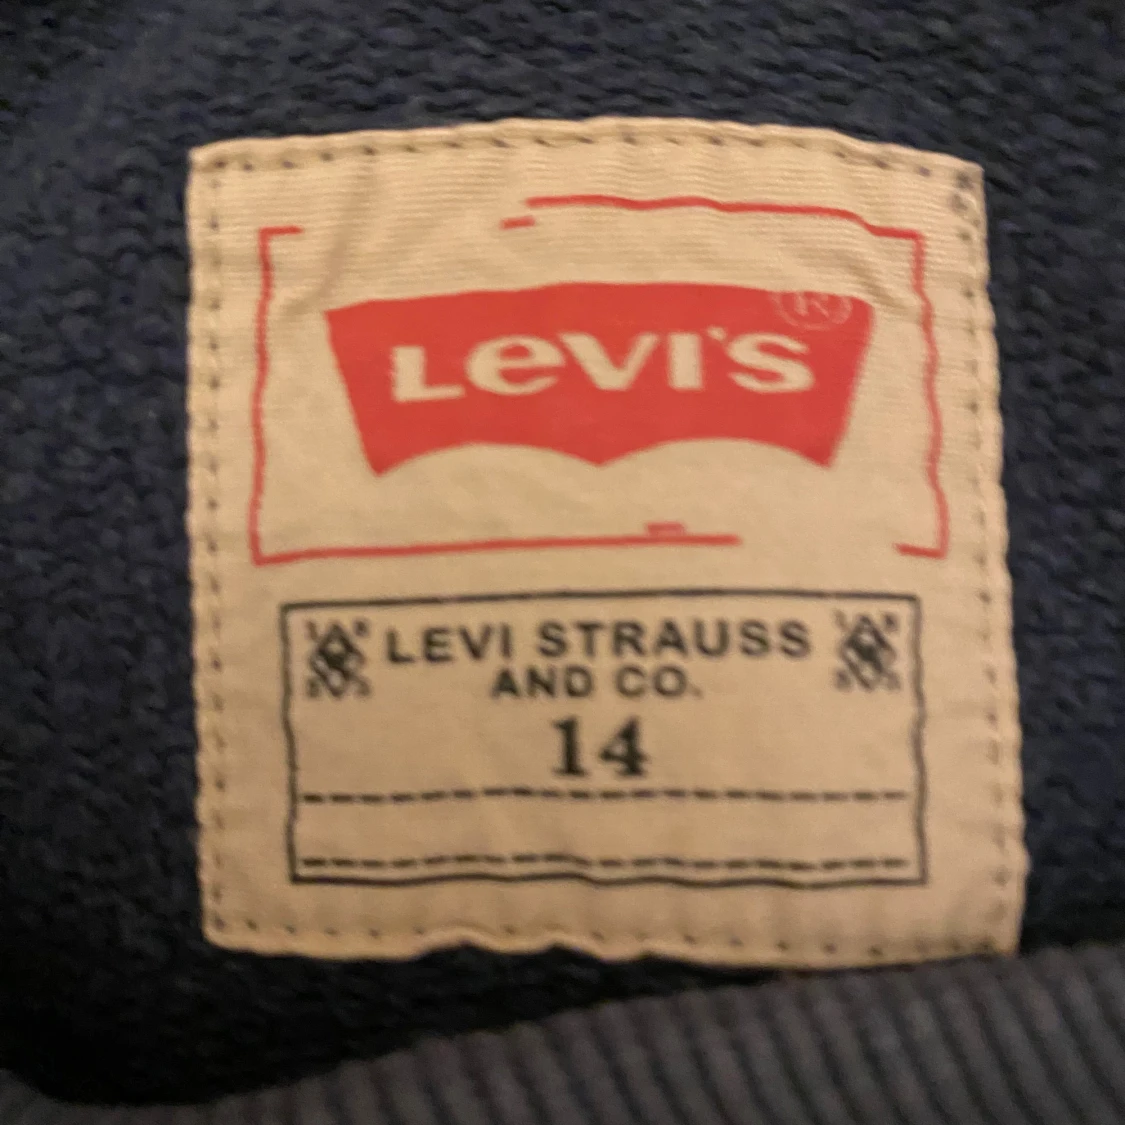 LEVI'S®
LEVI STRAUSS
AND CO.
14